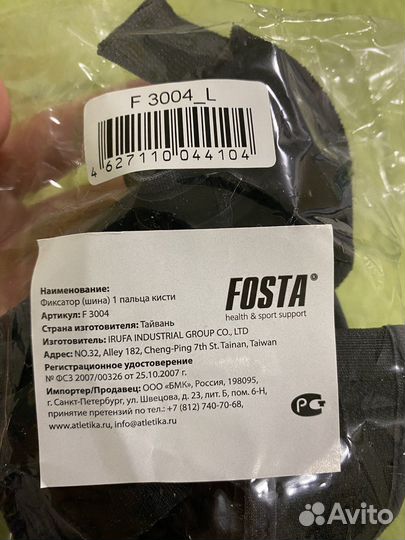 F 3004_L
4 627110 044104
Наименование:
Фиксатор (шина) 1 пальца кисти
Артикул: F 3004
Страна изготовителя: Тайвань
Изготовитель: IRUFA INDUSTRIAL GROUP CO., LTD
Адрес: NO.32, Alley 182, Cheng-Ping 7th St. Tainan, Taiwan
Регистрационное удостоверение
№ ФСЗ 2007/00326 от 25.10.2007 г.
Импортер/Продавец: ООО «БМК», Россия, 198095,
г. Санкт-Петербург, ул. Швецова, д. 23, лит. Б, пом. 6-Н,
принятие претензий по тел.: +7 (812) 740-70-68,
www.atletika.ru, info@atletika.ru
FOSTA®
health & sport support
РС
Avito